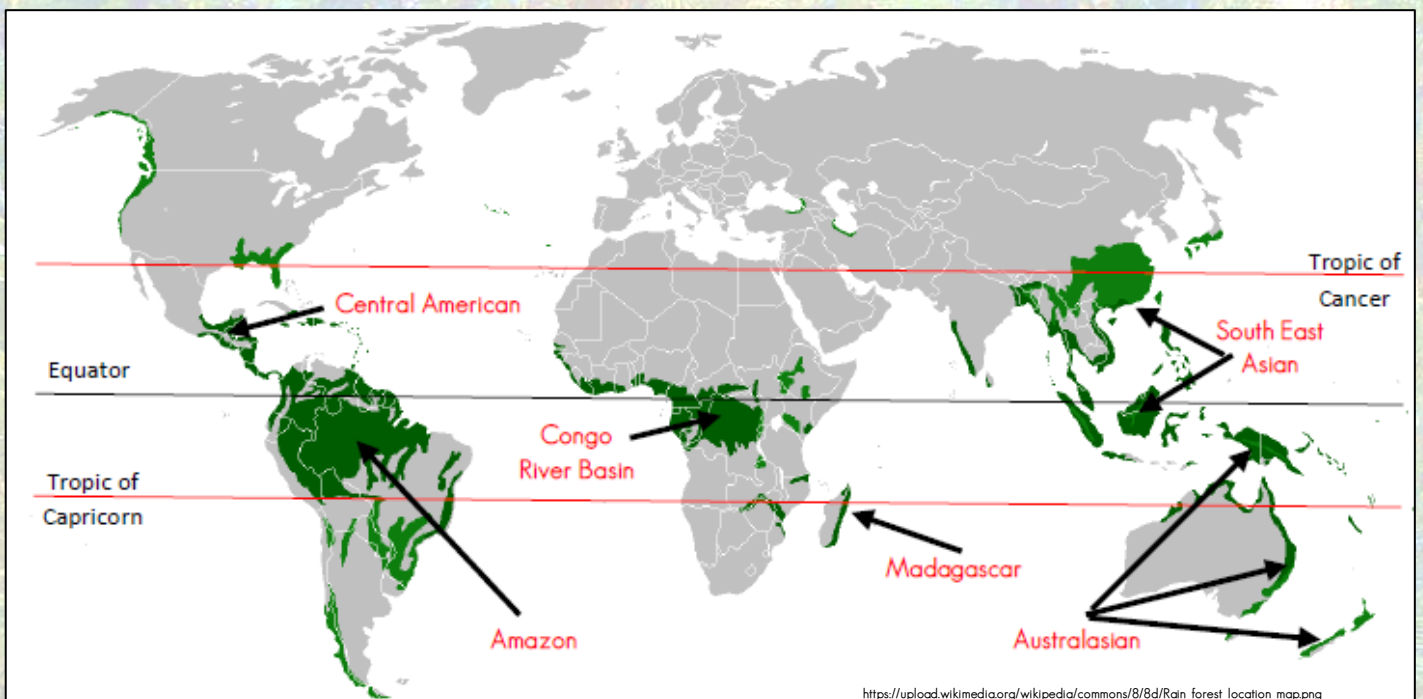 Tropic of
Cancer
Central American
South East
Asian
Equator
Congo
River Basin
Tropic of
Capricorn
Madagascar
Amazon
Australasian
https://upload.wikimedia.org/wikipedia/commons/8/8d/Rain_forest_location_map.png